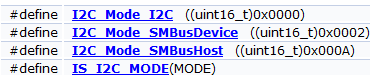 #define I2C_Mode_I2C ((uint16_t)0x0000)
#define I2C_Mode_SMBusDevice ((uint16_t)0x0002)
#define I2C_Mode_SMBusHost ((uint16_t)0x000A)
#define IS_I2C_MODE(MODE)